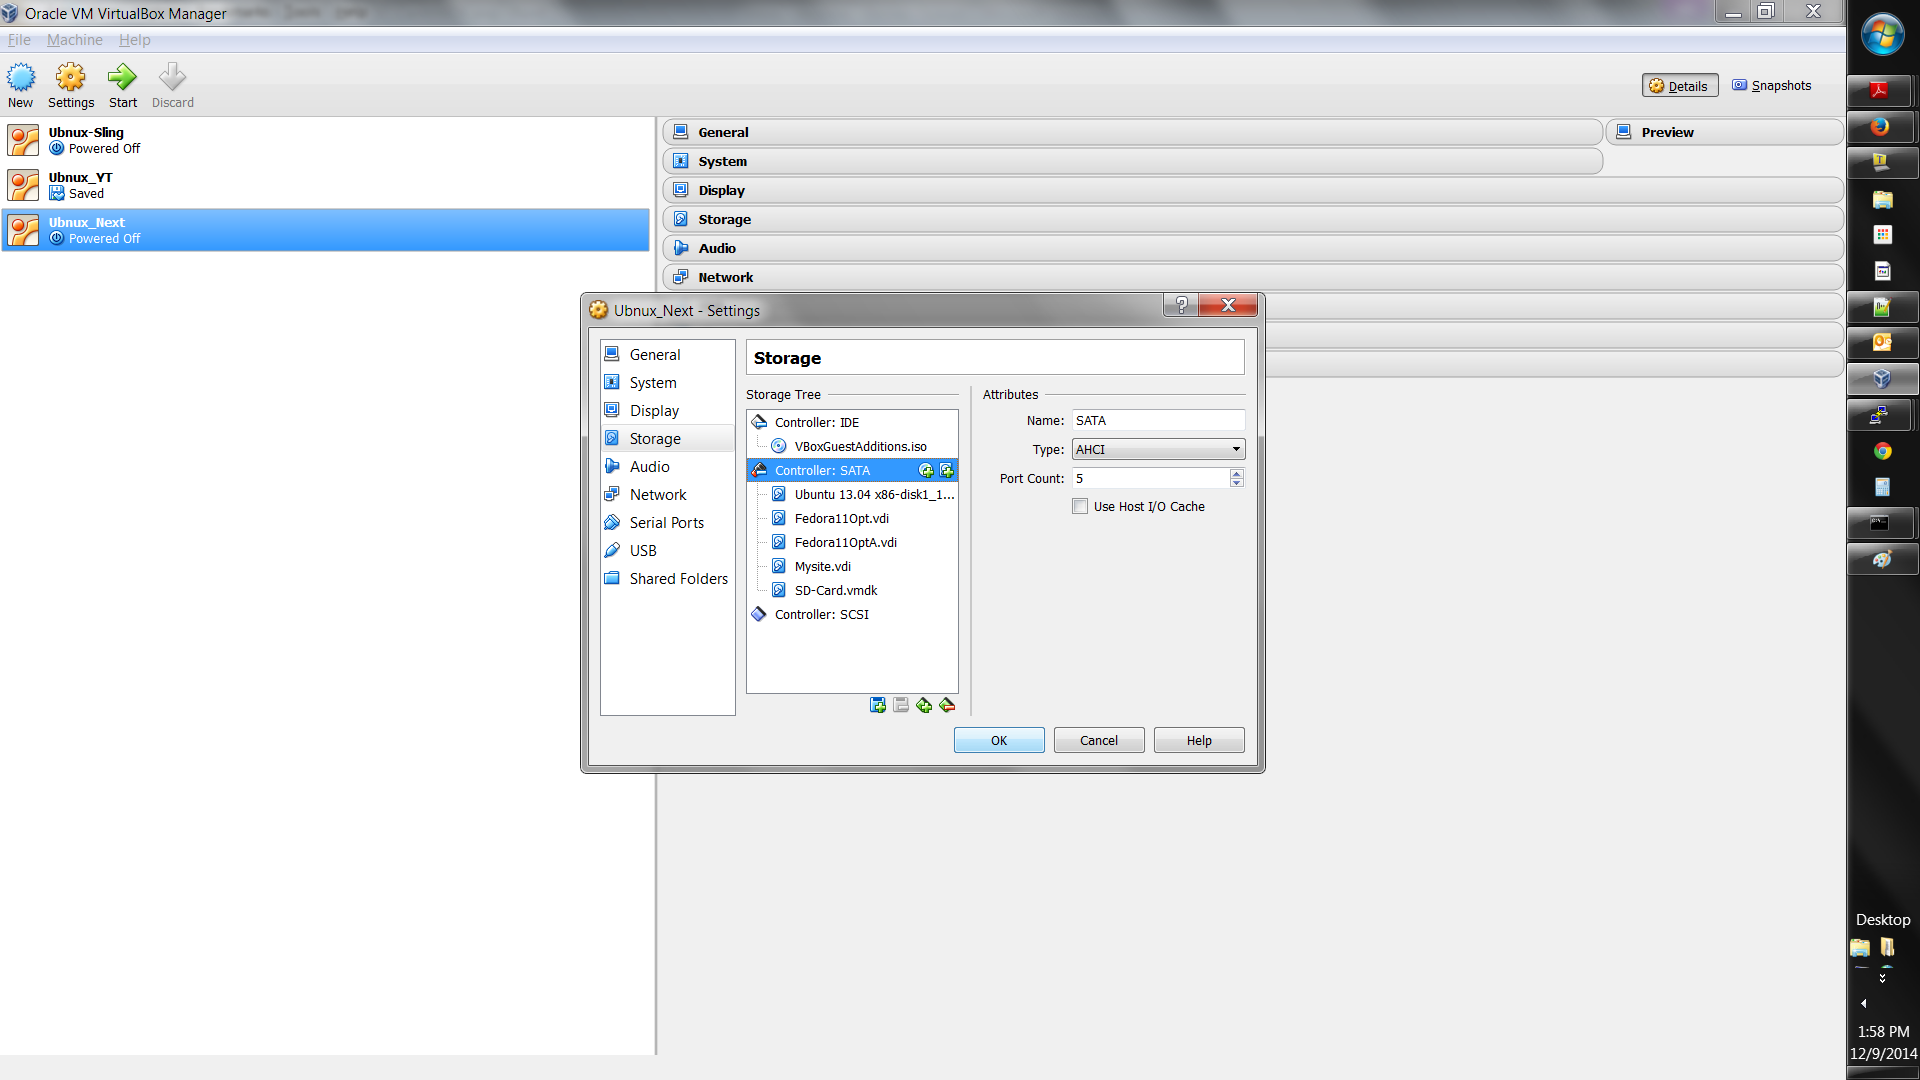 Oracle VM VirtualBox Manager
File Machine Help
New Settings Start Discard
Details Snapshots
Ubnux-Sling
Powered Off
Ubnux_YT
Saved
Ubnux_Next
Powered Off
General
System
Display
Storage
Audio
Network
Preview
Ubnux_Next - Settings
General
System
Display
Storage
Audio
Network
Serial Ports
USB
Shared Folders
Storage
Storage Tree
Controller: IDE
VBoxGuestAdditions.iso
Controller: SATA
Ubuntu 13.04 x86-disk1_1...
Fedora11Opt.vdi
Fedora11OptA.vdi
Mysite.vdi
SD-Card.vmdk
Controller: SCSI
Attributes
Name: SATA
Type: AHCI
Port Count: 5
Use Host I/O Cache
OK Cancel Help
Desktop
1:58 PM
12/9/2014